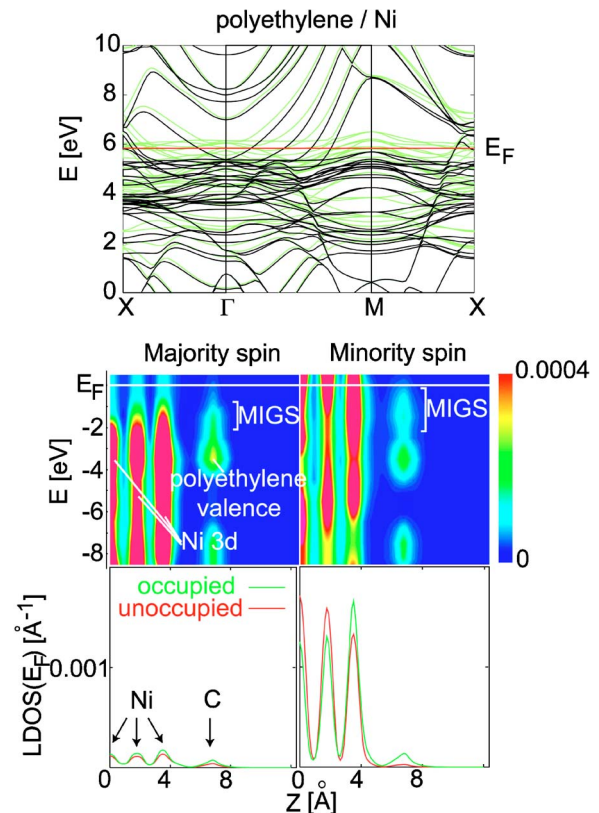 polyethylene / Ni
10
8
6
4
2
0
E [eV]
E_F
X Γ M X
Majority spin Minority spin
E_F
-2
-4
-6
-8
E [eV]
MIGS
polyethylene
valence
Ni 3d
MIGS
0.0004
0
occupied
unoccupied
LDOS(E_F) [Å⁻¹]
0.001
Ni C
0 4 8 0 4 8
Z [Å]